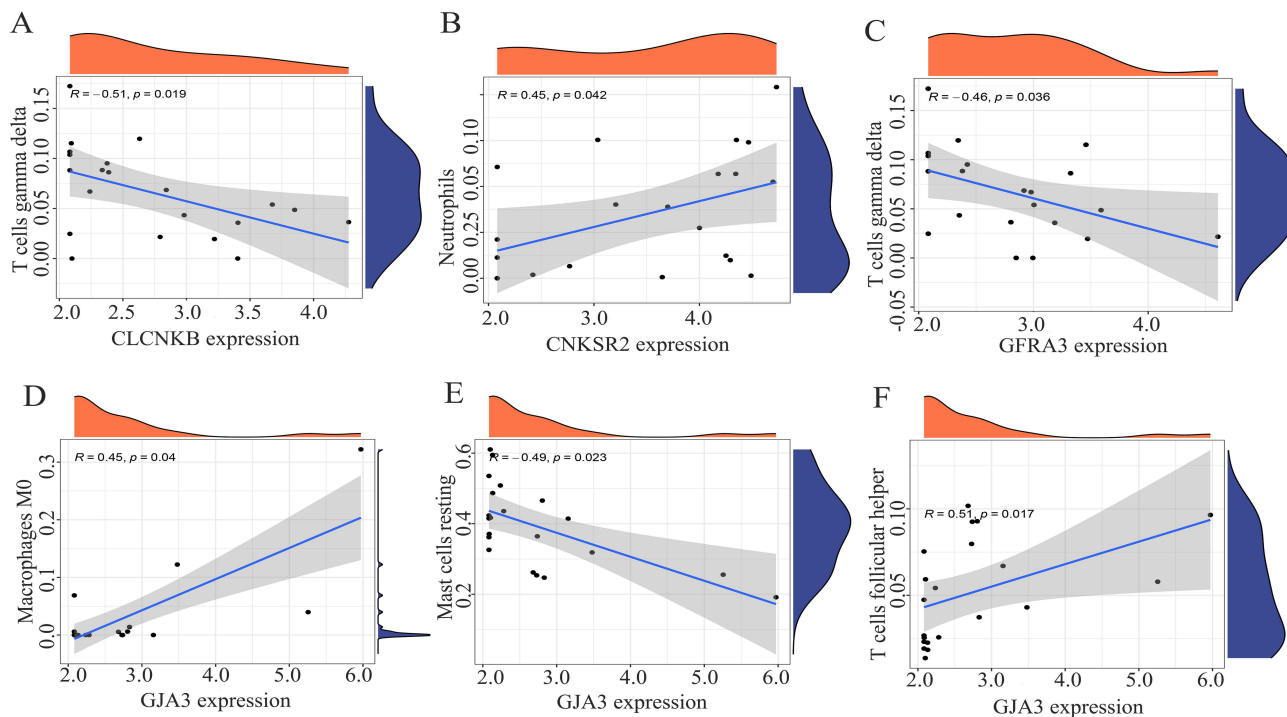 A
R = −0.51, p = 0.019
T cells gamma delta
0.15
0.10
0.05
0.00
2.0 2.5 3.0 3.5 4.0
CLCNKB expression
B
R = 0.45, p = 0.042
Neutrophils
0.10
0.05
0.25
0.00
2.0 3.0 4.0
CNKSR2 expression
C
R = −0.46, p = 0.036
T cells gamma delta
0.15
0.10
0.05
0.00
-0.05
2.0 3.0 4.0
GFRA3 expression
D
R = 0.45, p = 0.04
Macrophages M0
0.3
0.2
0.1
0.0
2.0 3.0 4.0 5.0 6.0
GJA3 expression
E
R = −0.49, p = 0.023
Mast cells resting
0.6
0.4
0.2
2.0 3.0 4.0 5.0 6.0
GJA3 expression
F
R = 0.51, p = 0.017
T cells follicular helper
0.10
0.05
2.0 3.0 4.0 5.0 6.0
GJA3 expression